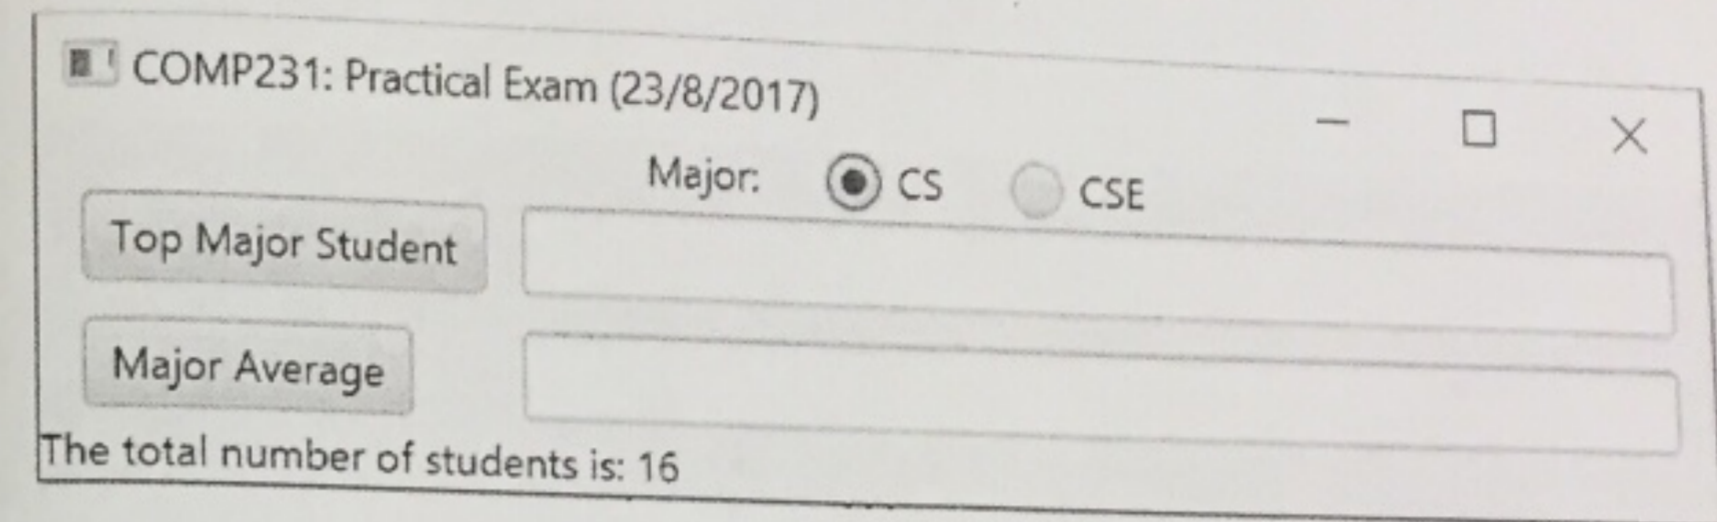 COMP231: Practical Exam (23/8/2017)
Major: CS CSE
Top Major Student
Major Average
The total number of students is: 16